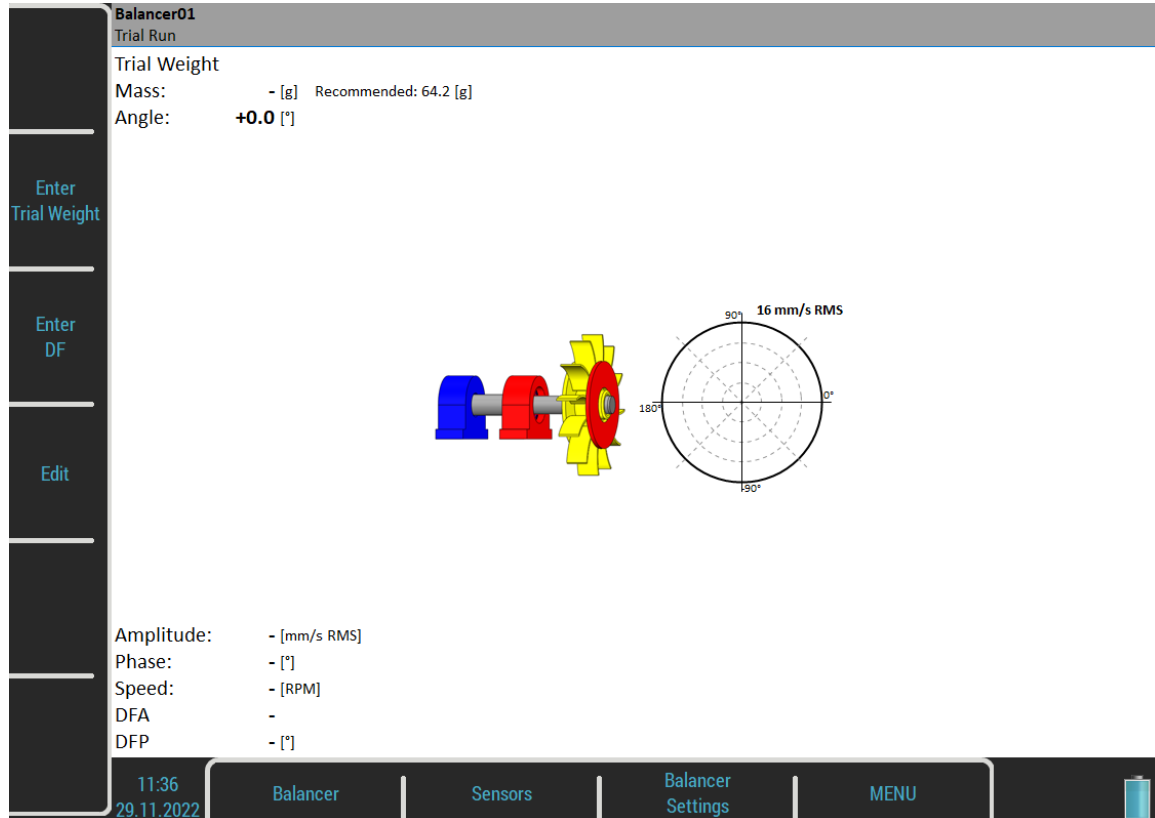 Balancer01
Trial Run
Trial Weight
Mass: - [g] Recommended: 64.2 [g]
Angle: +0.0 [°]
Enter
Trial Weight
Enter
DF
Edit
16 mm/s RMS
90°
0°
180°
-90°
Amplitude: - [mm/s RMS]
Phase: - [°]
Speed: - [RPM]
DFA -
DFP - [°]
11:36
29.11.2022
Balancer
Sensors
Balancer
Settings
MENU